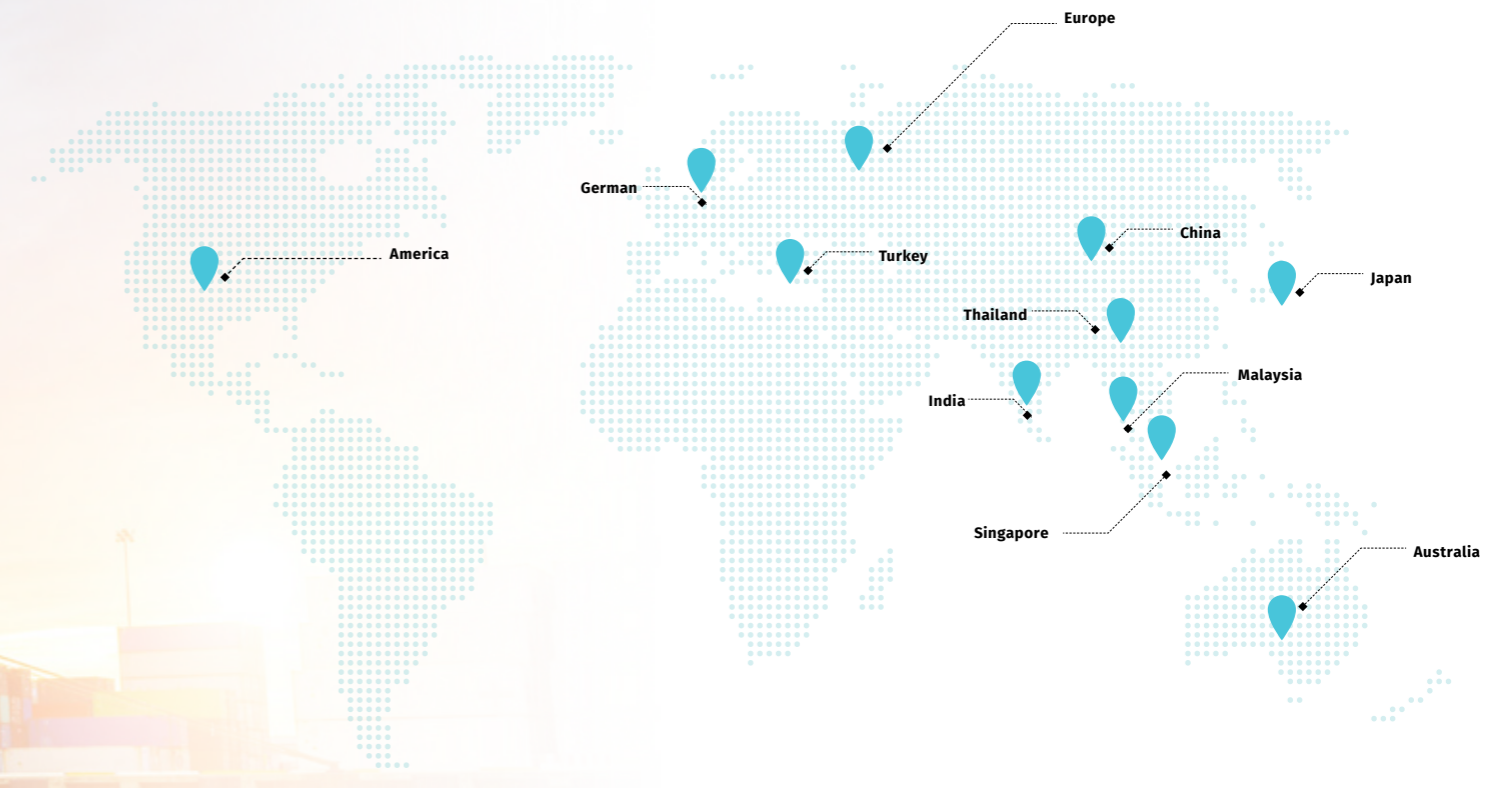 Europe
German
China
America
Turkey
Japan
Thailand
Malaysia
India
Singapore
Australia